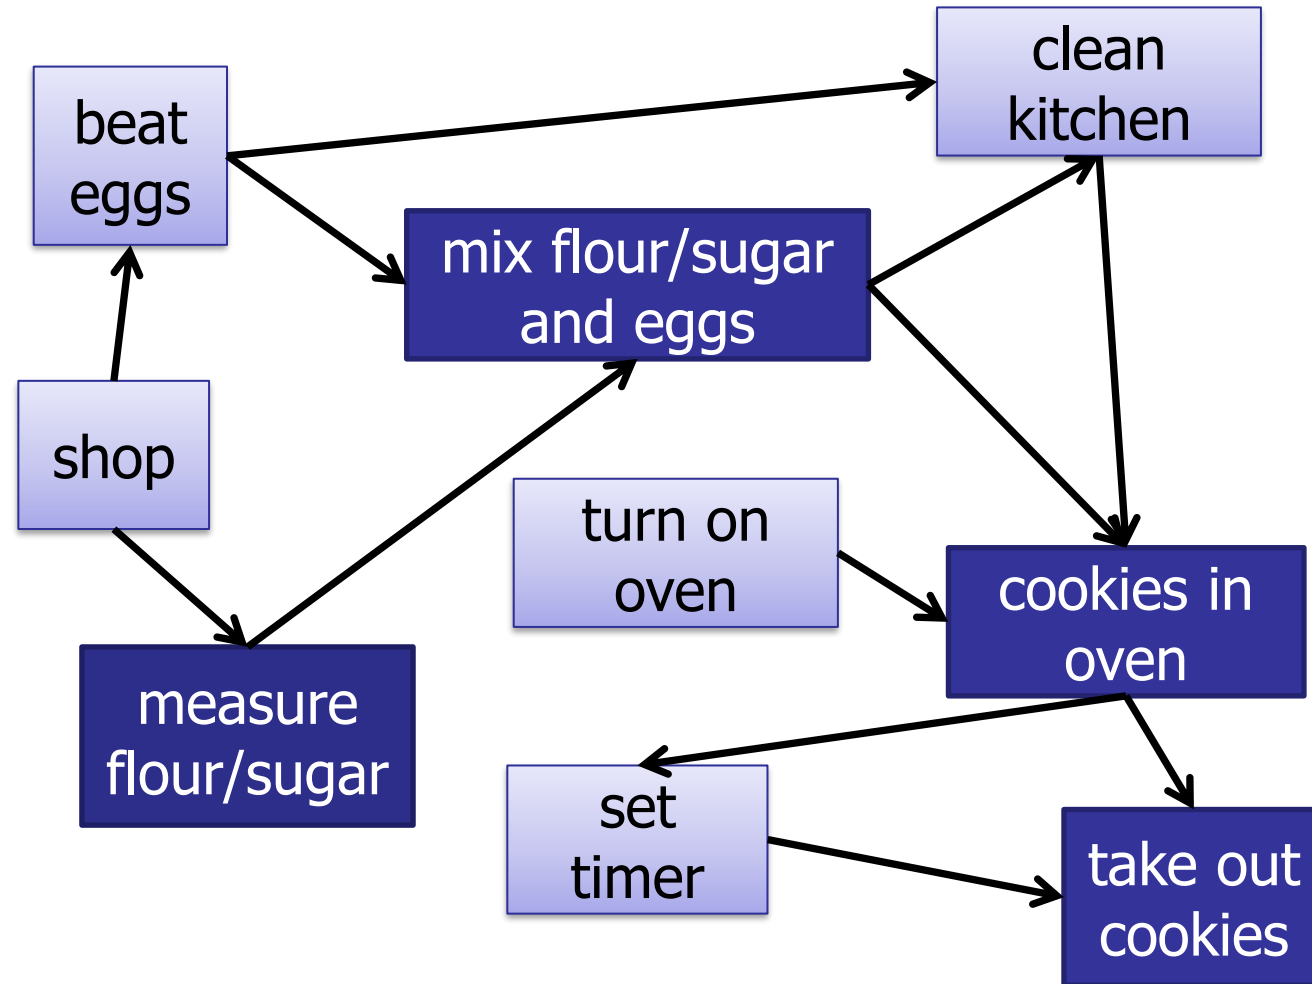 clean
kitchen
beat
eggs
mix flour/sugar
and eggs
shop
turn on
oven
cookies in
oven
measure
flour/sugar
set
timer
take out
cookies